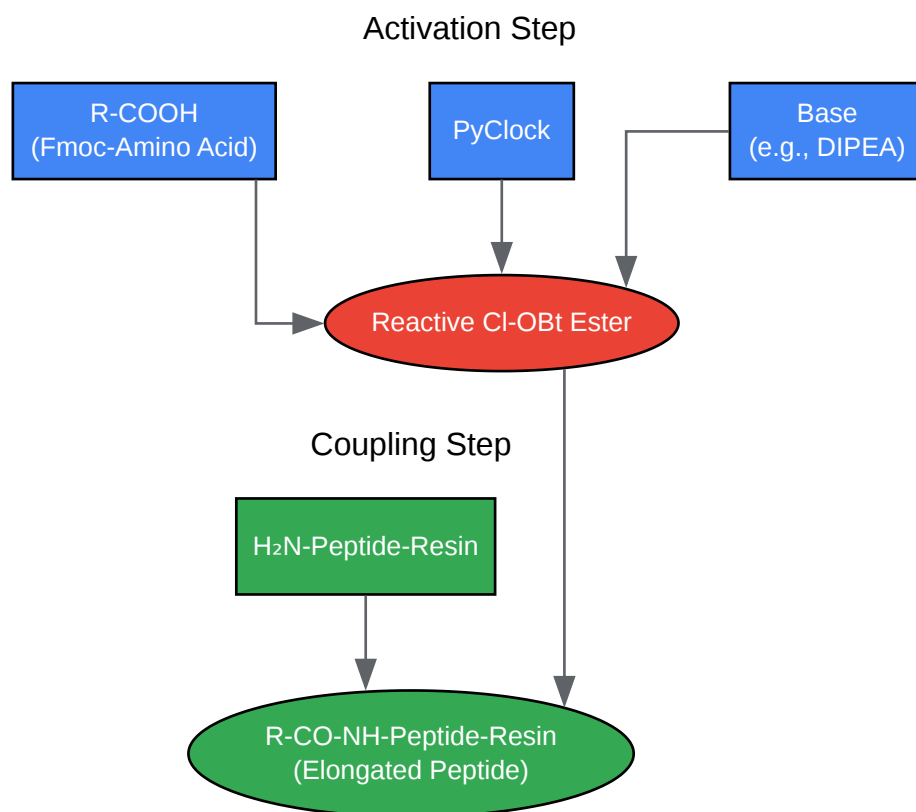 Activation Step
R-COOH
(Fmoc-Amino Acid)
PyClock
Base
(e.g., DIPEA)
Reactive Cl-OBt Ester
Coupling Step
H₂N-Peptide-Resin
R-CO-NH-Peptide-Resin
(Elongated Peptide)